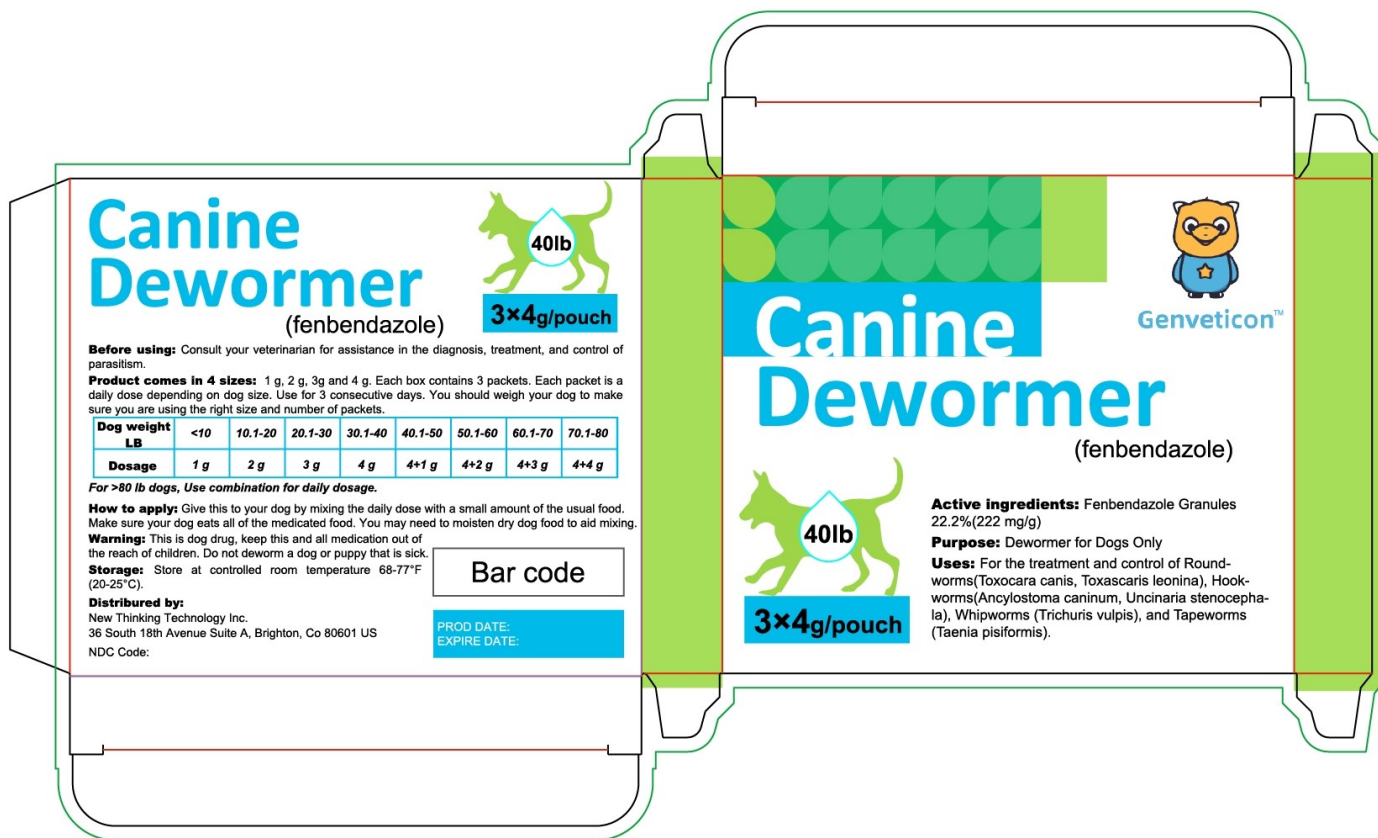 Canine
Dewormer
(fenbendazole)
40lb
3×4g/pouch
Before using: Consult your veterinarian for assistance in the diagnosis, treatment, and control of
parasitism.
Product comes in 4 sizes: 1 g, 2 g, 3g and 4 g. Each box contains 3 packets. Each packet is a
daily dose depending on dog size. Use for 3 consecutive days. You should weigh your dog to make
sure you are using the right size and number of packets.
Dog weight LB <10 10.1-20 20.1-30 30.1-40 40.1-50 50.1-60 60.1-70 70.1-80
Dosage 1 g 2 g 3 g 4 g 4+1 g 4+2 g 4+3 g 4+4 g
For >80 lb dogs, Use combination for daily dosage.
How to apply: Give this to your dog by mixing the daily dose with a small amount of the usual food.
Make sure your dog eats all of the medicated food. You may need to moisten dry dog food to aid mixing.
Warning: This is dog drug, keep this and all medication out of
the reach of children. Do not deworm a dog or puppy that is sick.
Storage: Store at controlled room temperature 68-77°F
(20-25°C).
Distribured by:
New Thinking Technology Inc.
36 South 18th Avenue Suite A, Brighton, Co 80601 US
NDC Code:
Bar code
PROD DATE:
EXPIRE DATE:
Genveticon™
Canine
Dewormer
(fenbendazole)
40lb
3×4g/pouch
Active ingredients: Fenbendazole Granules
22.2%(222 mg/g)
Purpose: Dewormer for Dogs Only
Uses: For the treatment and control of Round-
worms(Toxocara canis, Toxascaris leonina), Hook-
worms(Ancylostoma caninum, Uncinaria stenocepha-
la), Whipworms (Trichuris vulpis), and Tapeworms
(Taenia pisiformis).